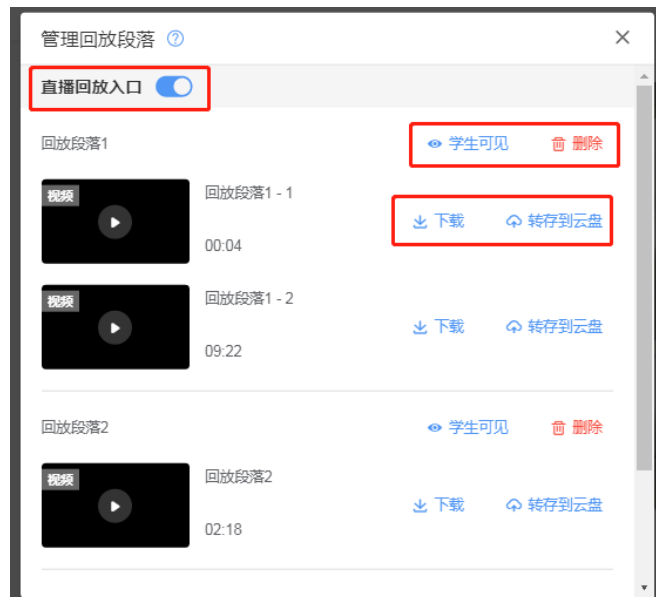 管理回放段落 ?
直播回放入口
回放段落1 学生可见 删除
视频 回放段落1 - 1
下载 转存到云盘
00:04
视频 回放段落1 - 2
下载 转存到云盘
09:22
回放段落2 学生可见 删除
视频 回放段落2
下载 转存到云盘
02:18